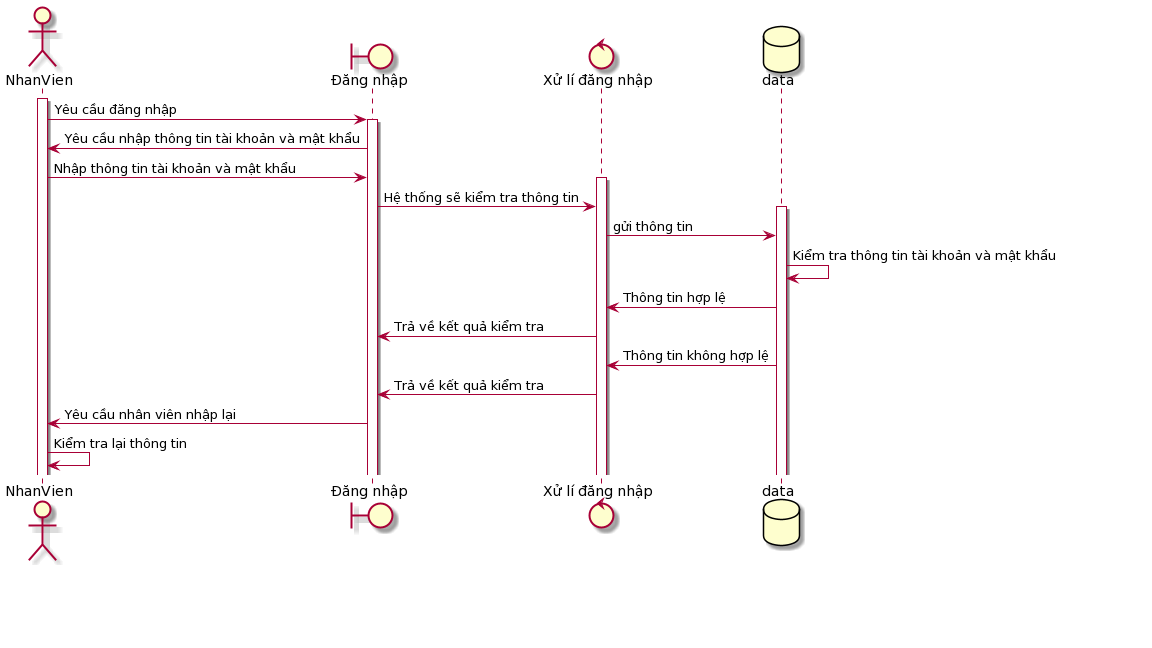 NhanVien
Đăng nhập
Xử lí đăng nhập
data
Yêu cầu đăng nhập
Yêu cầu nhập thông tin tài khoản và mật khẩu
Nhập thông tin tài khoản và mật khẩu
Hệ thống sẽ kiểm tra thông tin
gửi thông tin
Kiểm tra thông tin tài khoản và mật khẩu
Thông tin hợp lệ
Trả về kết quả kiểm tra
Thông tin không hợp lệ
Trả về kết quả kiểm tra
Yêu cầu nhân viên nhập lại
Kiểm tra lại thông tin
NhanVien
Đăng nhập
Xử lí đăng nhập
data